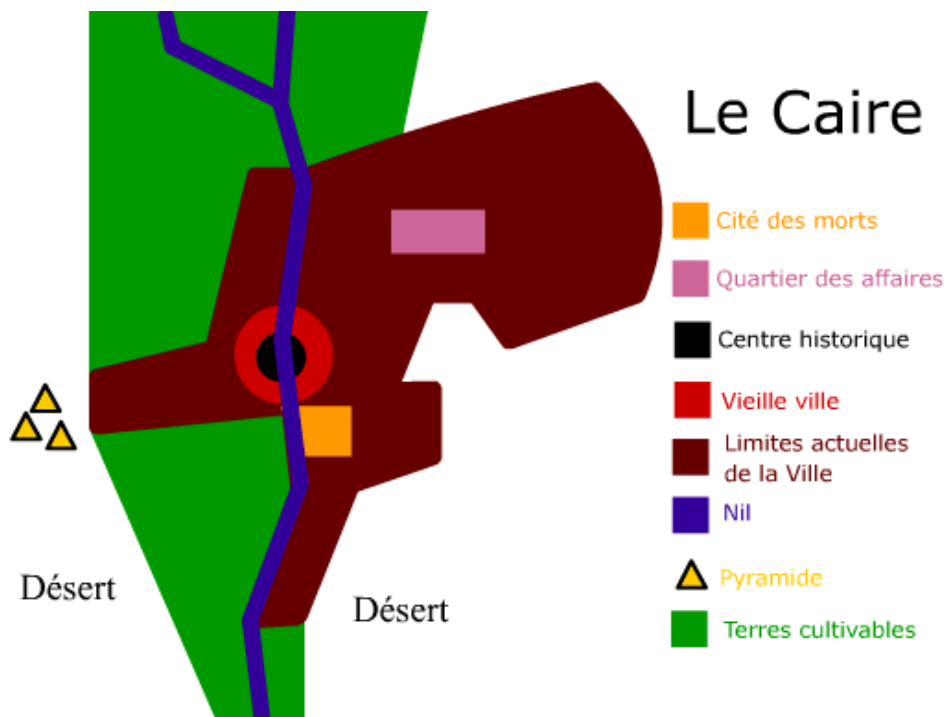 Le Caire
Cité des morts
Quartier des affaires
Centre historique
Vieille ville
Limites actuelles
de la Ville
Nil
Pyramide
Terres cultivables
Désert
Désert